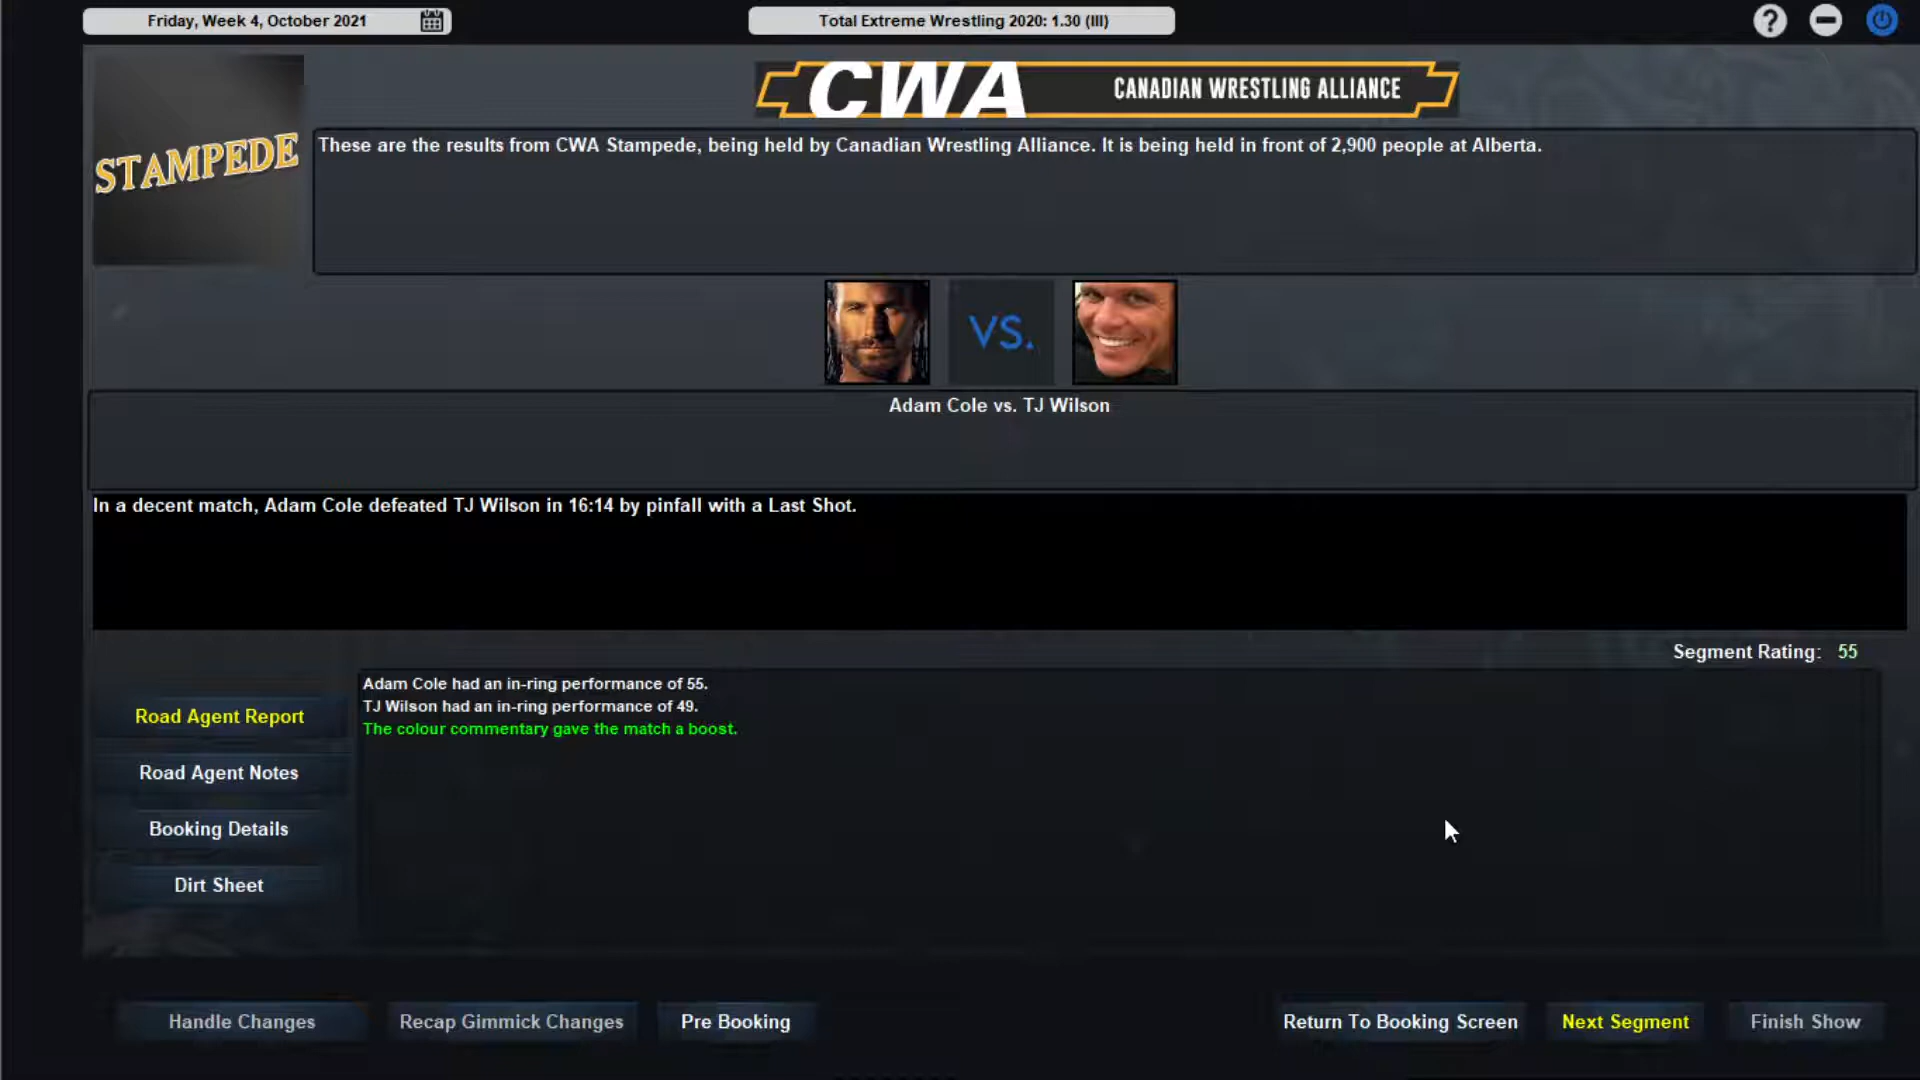 Friday, Week 4, October 2021
Total Extreme Wrestling 2020: 1.30 (III)
?
CWA CANADIAN WRESTLING ALLIANCE
STAMPEDE
These are the results from CWA Stampede, being held by Canadian Wrestling Alliance. It is being held in front of 2,900 people at Alberta.
VS.
Adam Cole vs. TJ Wilson
In a decent match, Adam Cole defeated TJ Wilson in 16:14 by pinfall with a Last Shot.
Segment Rating: 55
Adam Cole had an in-ring performance of 55.
TJ Wilson had an in-ring performance of 49.
The colour commentary gave the match a boost.
Road Agent Report
Road Agent Notes
Booking Details
Dirt Sheet
Handle Changes
Recap Gimmick Changes
Pre Booking
Return To Booking Screen
Next Segment
Finish Show